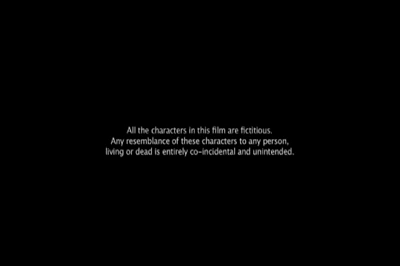 All the characters in this film are fictitious.
Any resemblance of these characters to any person,
living or dead is entirely co-incidental and unintended.